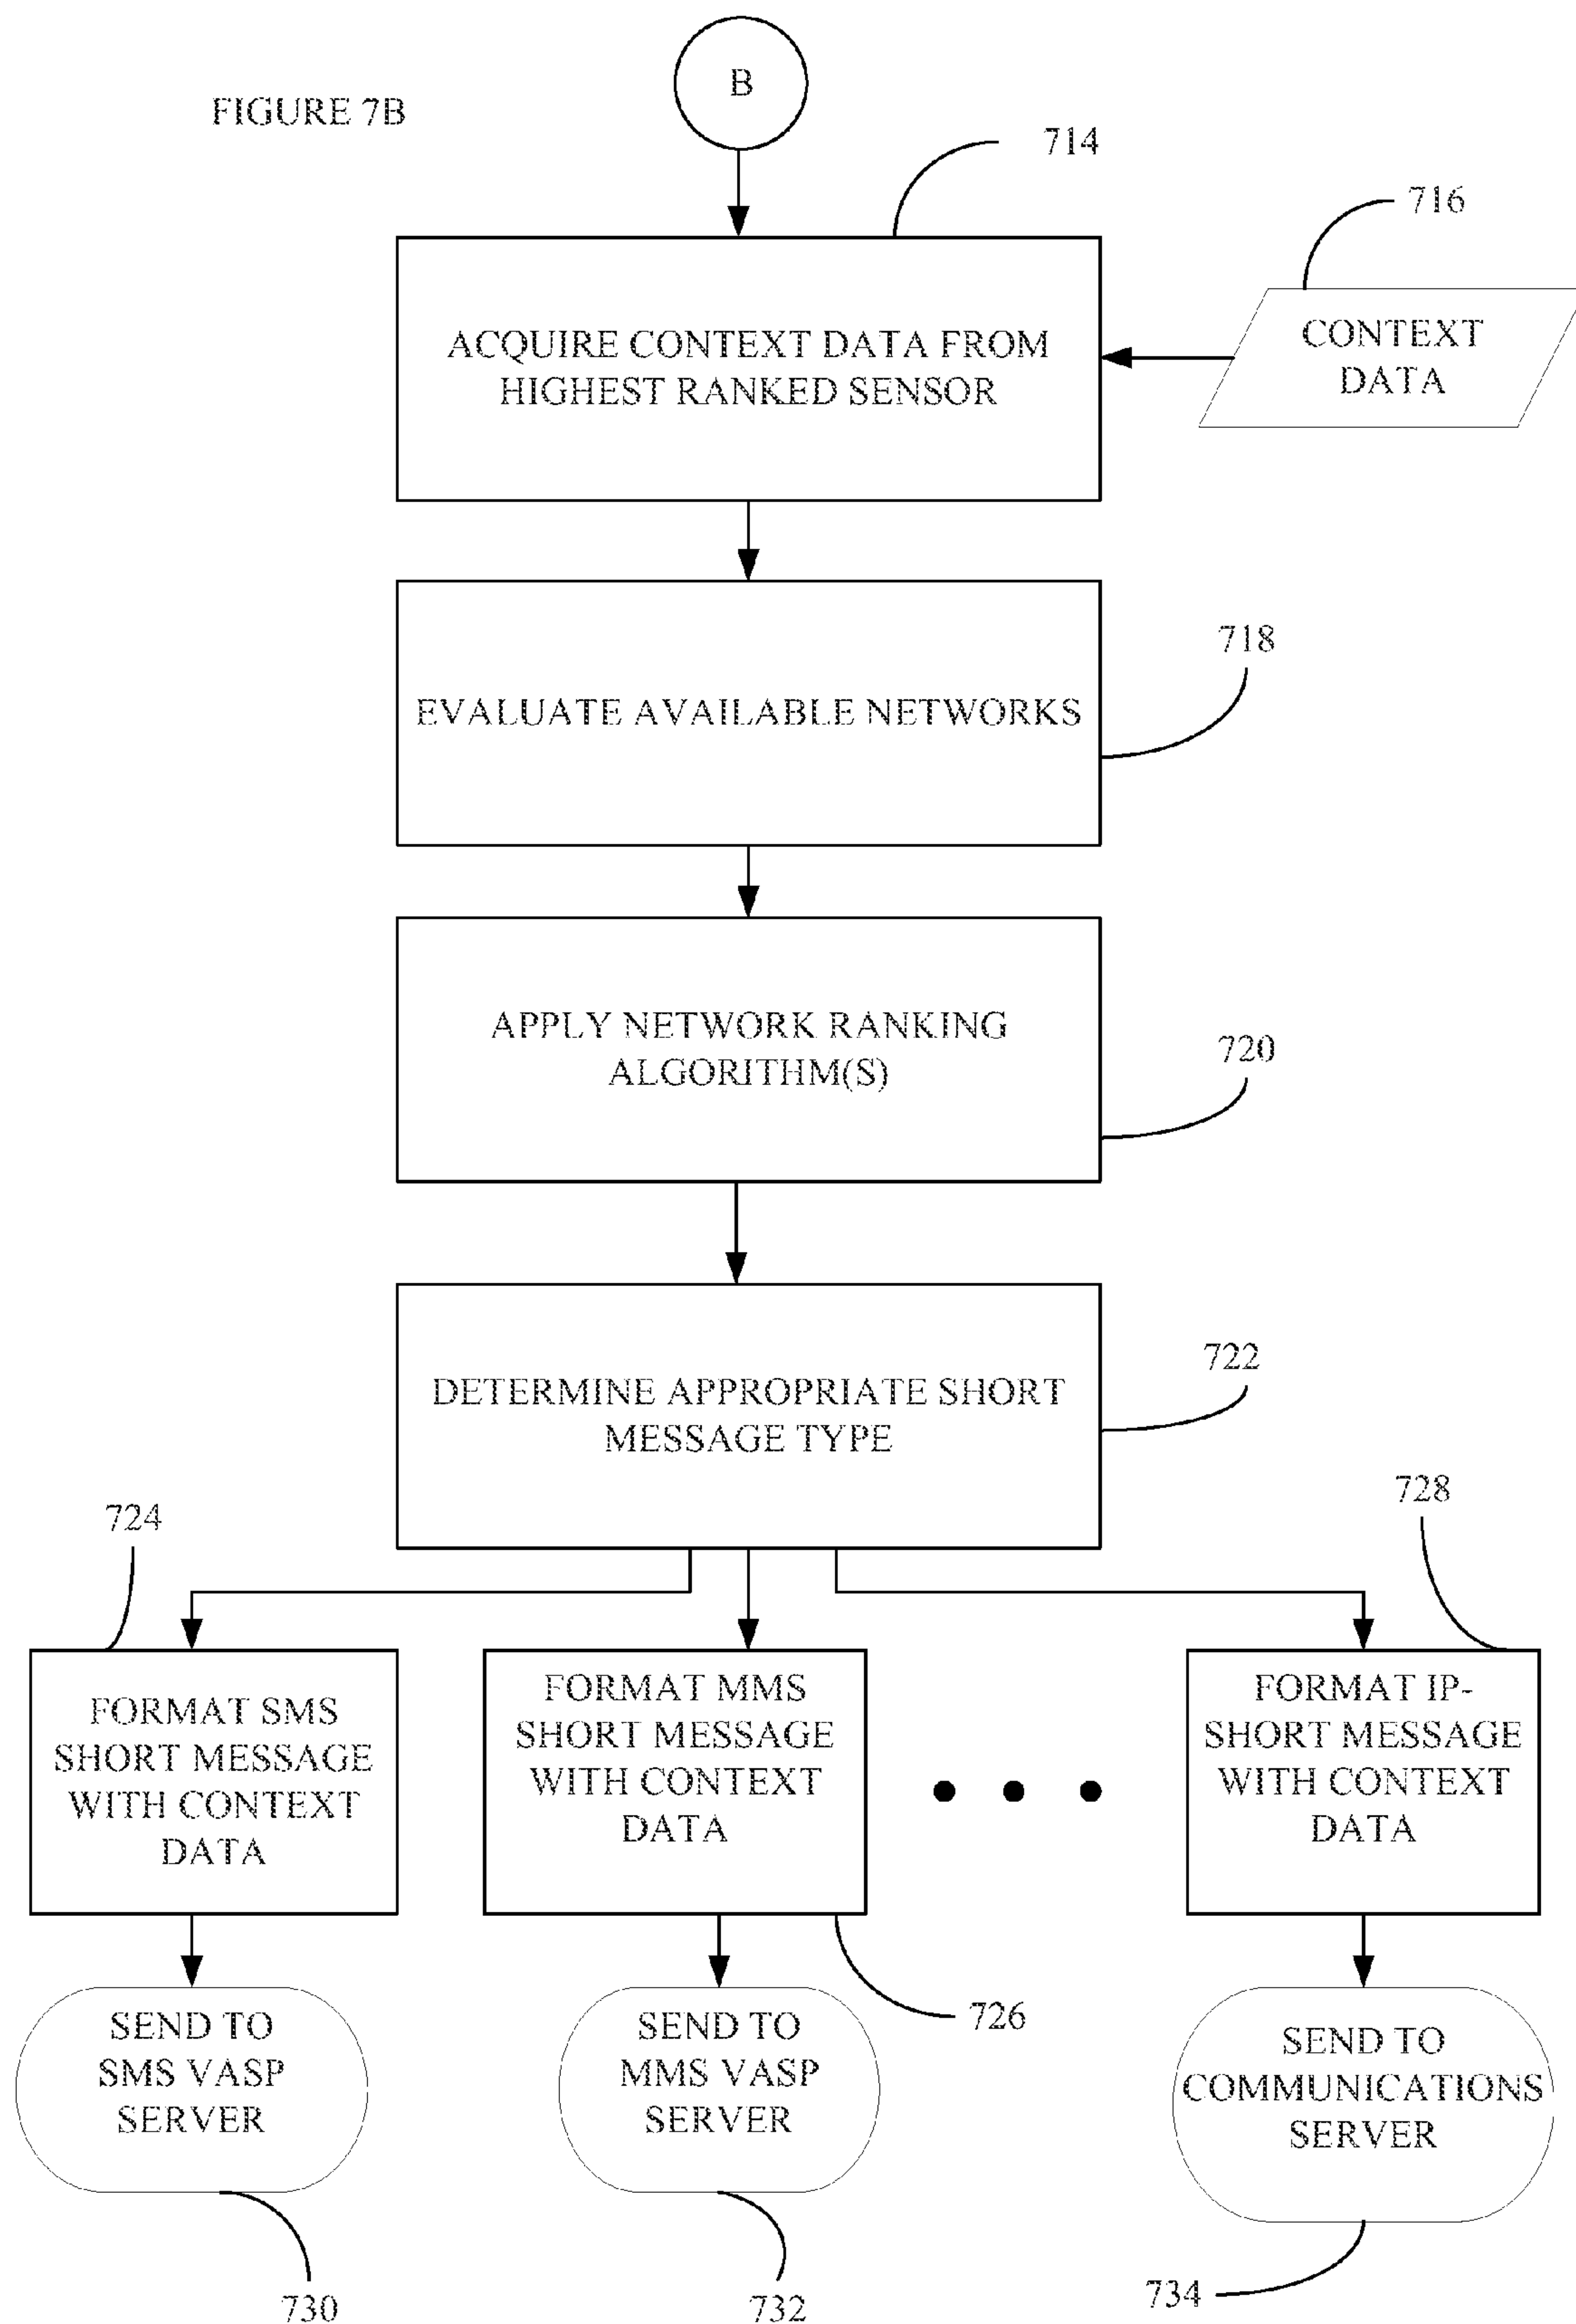 B
FIGURE 7B
714
716
ACQUIRE CONTEXT DATA FROM
HIGHEST RANKED SENSOR
CONTEXT
DATA
718
EVALUATE AVAILABLE NETWORKS
APPLY NETWORK RANKING
ALGORITHM(S)
720
722
DETERMINE APPROPRIATE SHORT
MESSAGE TYPE
724
728
FORMAT SMS
SHORT MESSAGE
WITH CONTEXT
DATA
FORMAT MMS
SHORT MESSAGE
WITH CONTEXT
DATA
FORMAT IP-
SHORT MESSAGE
WITH CONTEXT
DATA
726
SEND TO
SMS VASP
SERVER
SEND TO
MMS VASP
SERVER
SEND TO
COMMUNICATIONS
SERVER
730
732
734